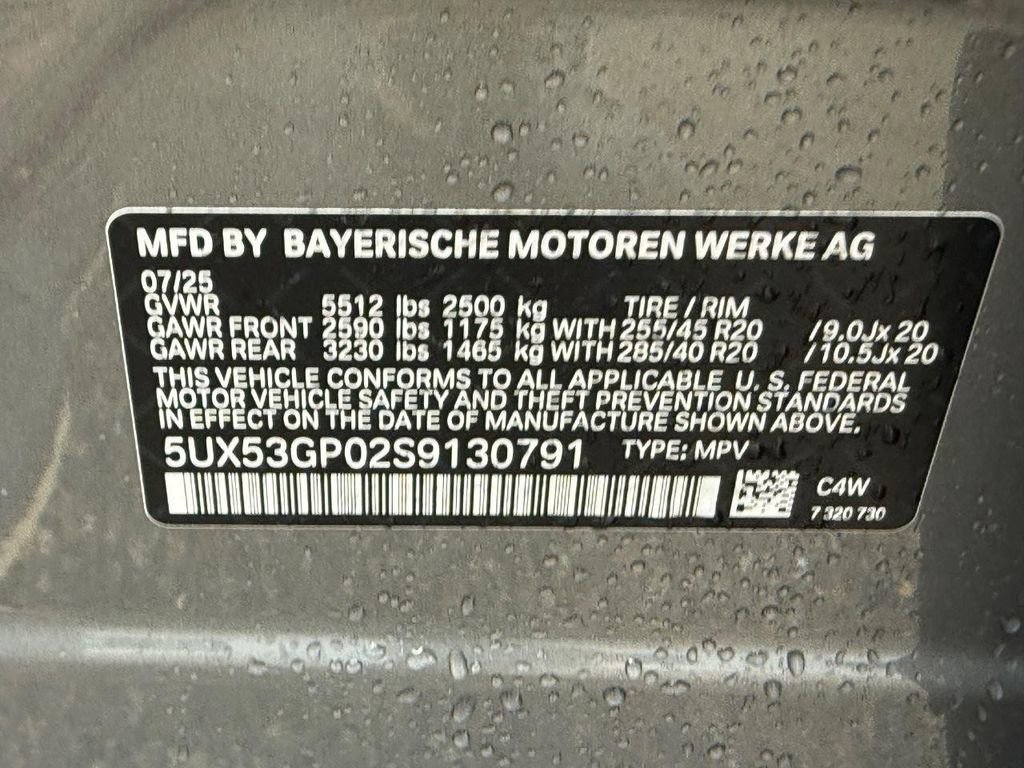 MFD BY BAYERISCHE MOTOREN WERKE AG
07/25
GVWR 5512 lbs 2500 kg TIRE / RIM
GAWR FRONT 2590 lbs 1175 kg WITH 255/45 R20 /9.0Jx 20
GAWR REAR 3230 lbs 1465 kg WITH 285/40 R20 /10.5Jx 20
THIS VEHICLE CONFORMS TO ALL APPLICABLE U. S. FEDERAL
MOTOR VEHICLE SAFETY AND THEFT PREVENTION STANDARDS
IN EFFECT ON THE DATE OF MANUFACTURE SHOWN ABOVE.
5UX53GP02S9130791 TYPE: MPV
C4W
7 320 730